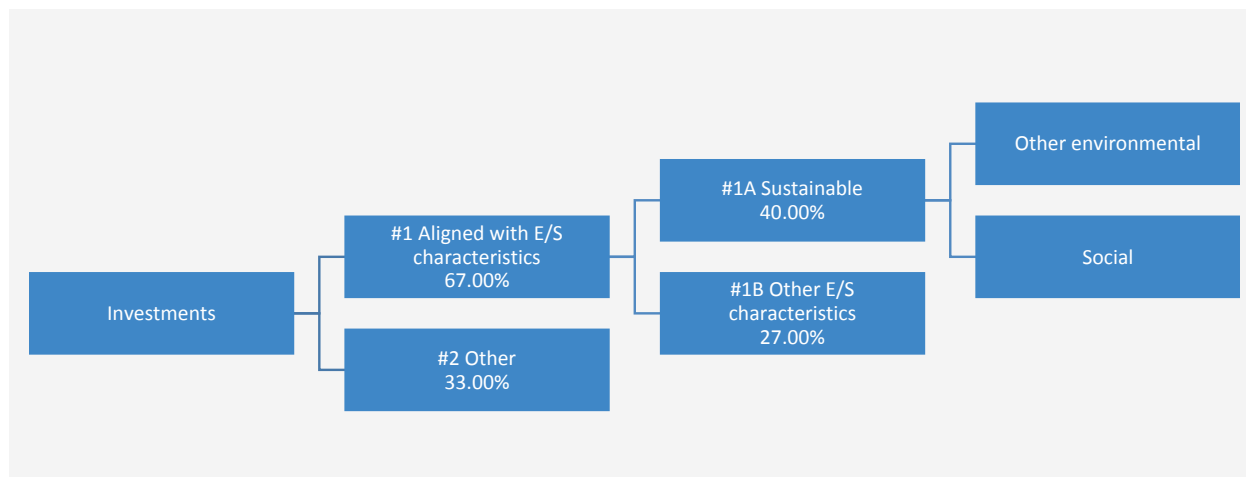 Investments
#1 Aligned with E/S
characteristics
67.00%
#2 Other
33.00%
#1A Sustainable
40.00%
#1B Other E/S
characteristics
27.00%
Other environmental
Social